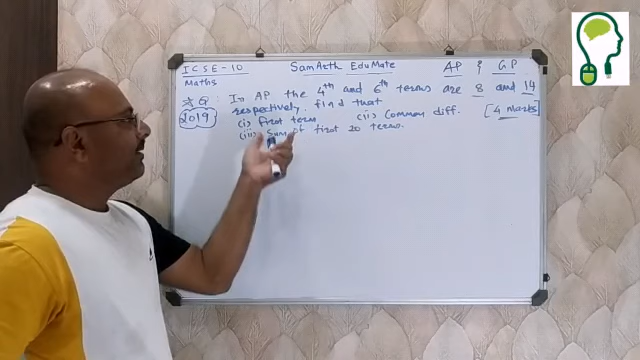 ICSE-10 SamArth EduMate AP & GP
Maths
Q: In AP the 4th and 6th terms are 8 and 14
2019 respectively. find that [4 marks]
(i) first term (ii) Common diff.
(iii) Sum of first 20 terms.